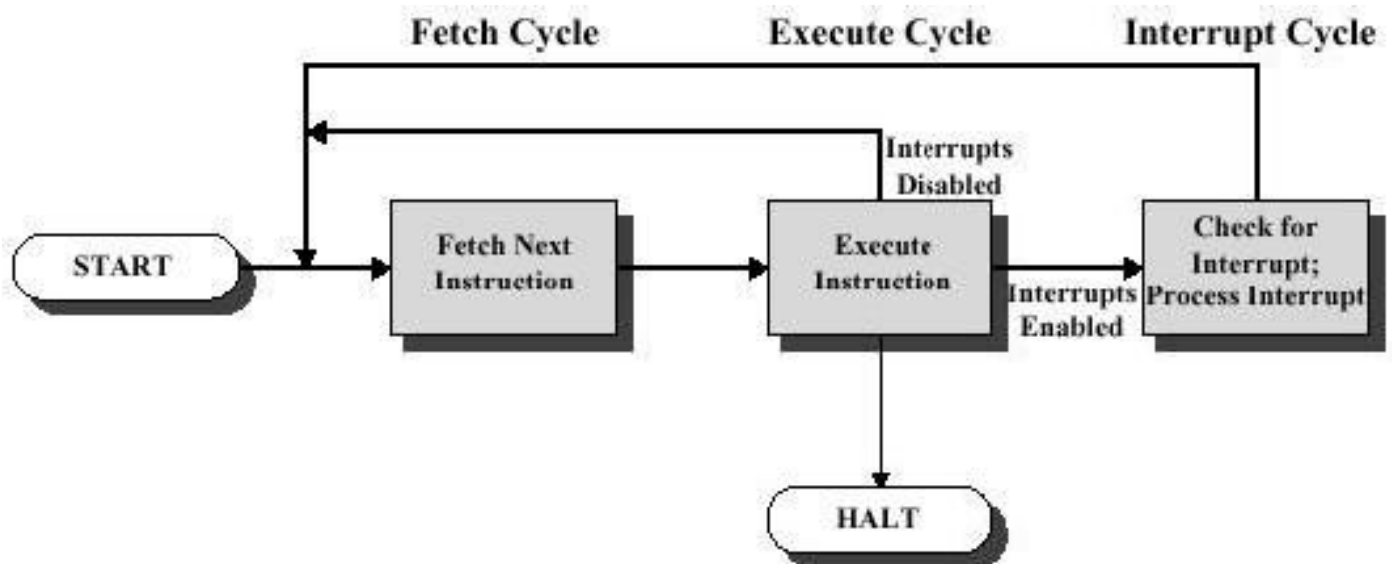 Fetch Cycle
Execute Cycle
Interrupt Cycle
Interrupts
Disabled
START
Fetch Next
Instruction
Execute
Instruction
Interrupts
Enabled
Check for
Interrupt;
Process Interrupt
HALT